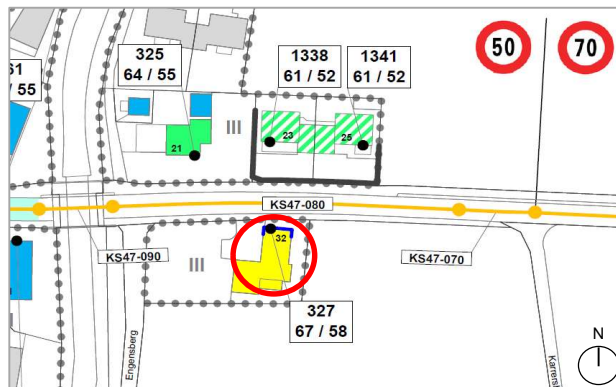 325
64 / 55
1338
61 / 52
1341
61 / 52
50
70
61
/ 55
21
III
23
25
KS47-080
KS47-090
KS47-070
III
32
327
67 / 58
Engensberg
N